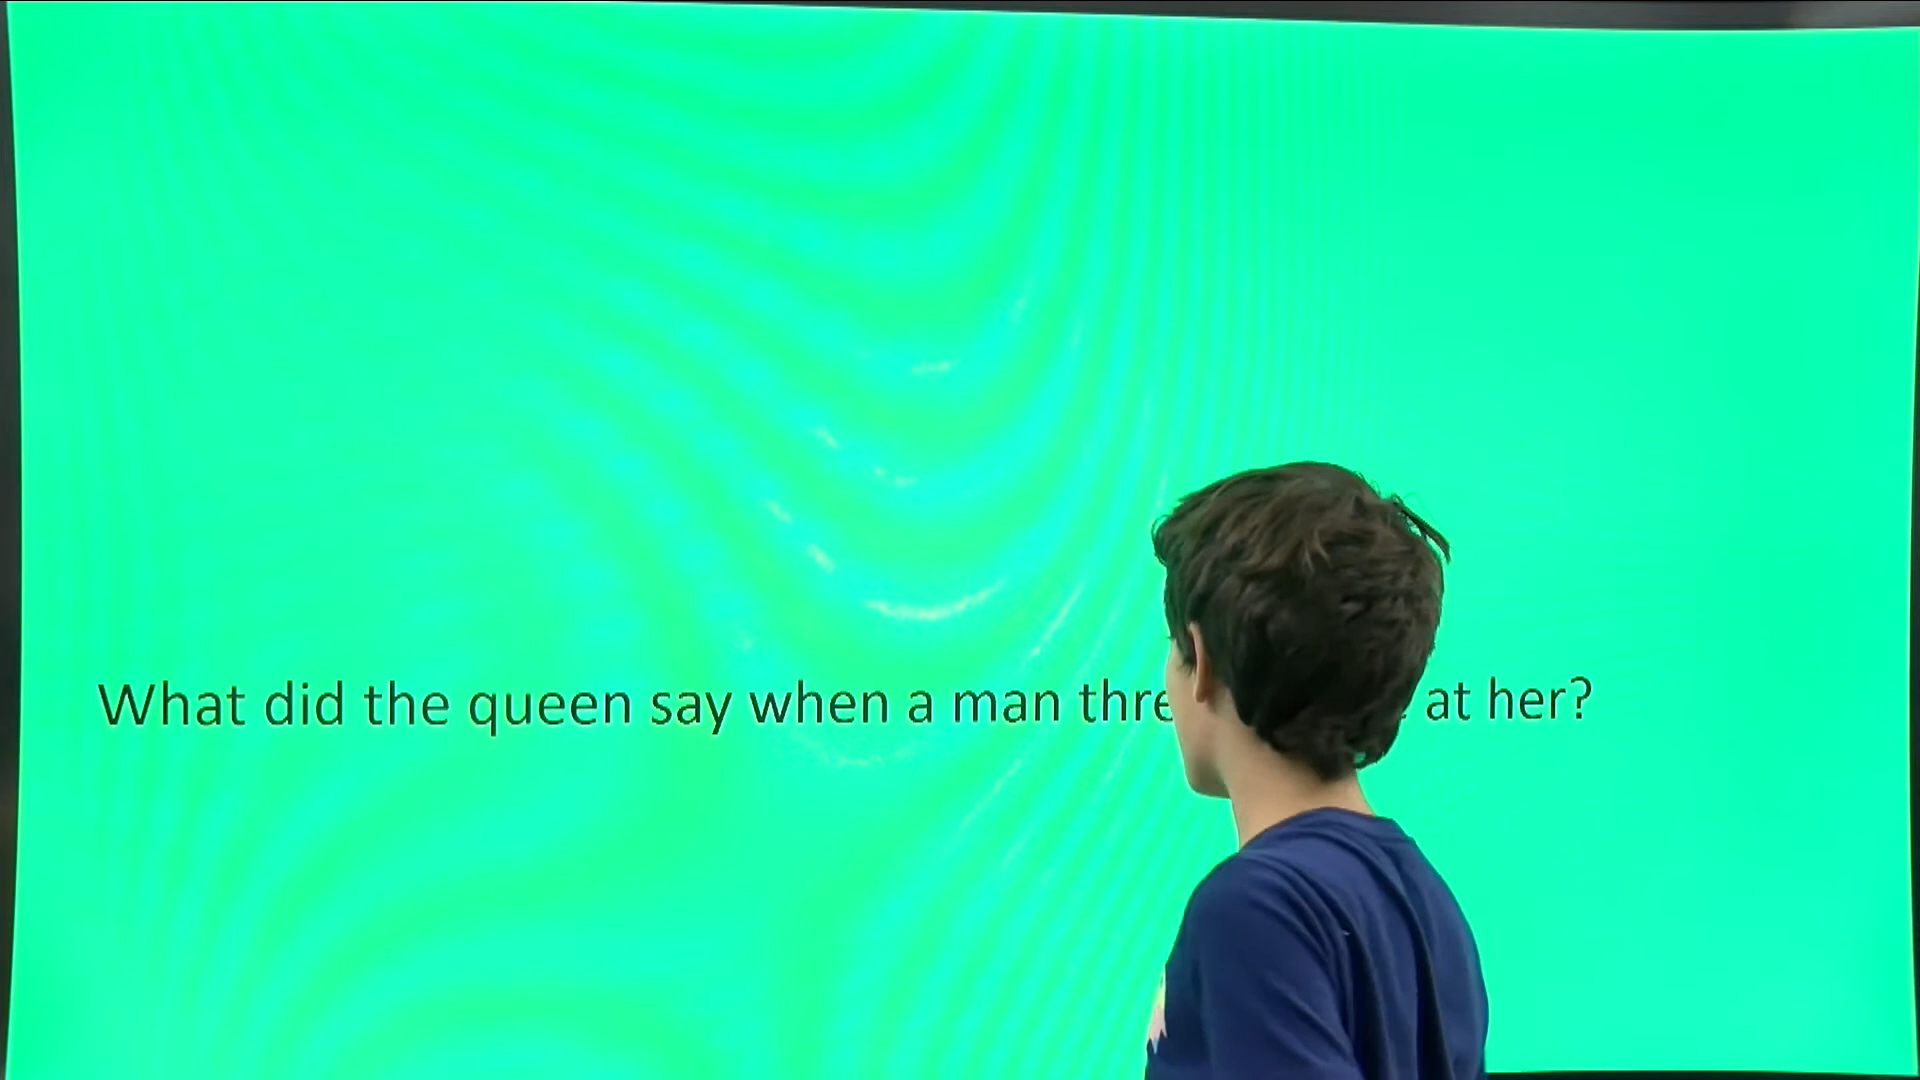 What did the queen say when a man thre at her?